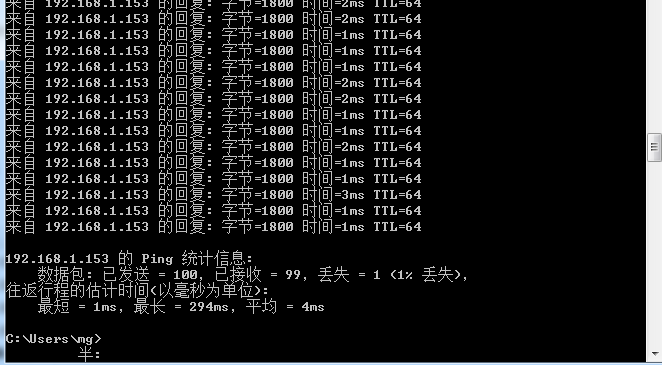 来自 192.168.1.153 的回复: 字节=1800 时间=2ms TTL=64
来自 192.168.1.153 的回复: 字节=1800 时间=2ms TTL=64
来自 192.168.1.153 的回复: 字节=1800 时间=1ms TTL=64
来自 192.168.1.153 的回复: 字节=1800 时间=1ms TTL=64
来自 192.168.1.153 的回复: 字节=1800 时间=1ms TTL=64
来自 192.168.1.153 的回复: 字节=1800 时间=2ms TTL=64
来自 192.168.1.153 的回复: 字节=1800 时间=2ms TTL=64
来自 192.168.1.153 的回复: 字节=1800 时间=1ms TTL=64
来自 192.168.1.153 的回复: 字节=1800 时间=1ms TTL=64
来自 192.168.1.153 的回复: 字节=1800 时间=2ms TTL=64
来自 192.168.1.153 的回复: 字节=1800 时间=1ms TTL=64
来自 192.168.1.153 的回复: 字节=1800 时间=1ms TTL=64
来自 192.168.1.153 的回复: 字节=1800 时间=3ms TTL=64
来自 192.168.1.153 的回复: 字节=1800 时间=1ms TTL=64
来自 192.168.1.153 的回复: 字节=1800 时间=1ms TTL=64
192.168.1.153 的 Ping 统计信息:
数据包: 已发送 = 100, 已接收 = 99, 丢失 = 1 (1% 丢失),
往返行程的估计时间(以毫秒为单位):
最短 = 1ms, 最长 = 294ms, 平均 = 4ms
C:\Users\mg>
半: